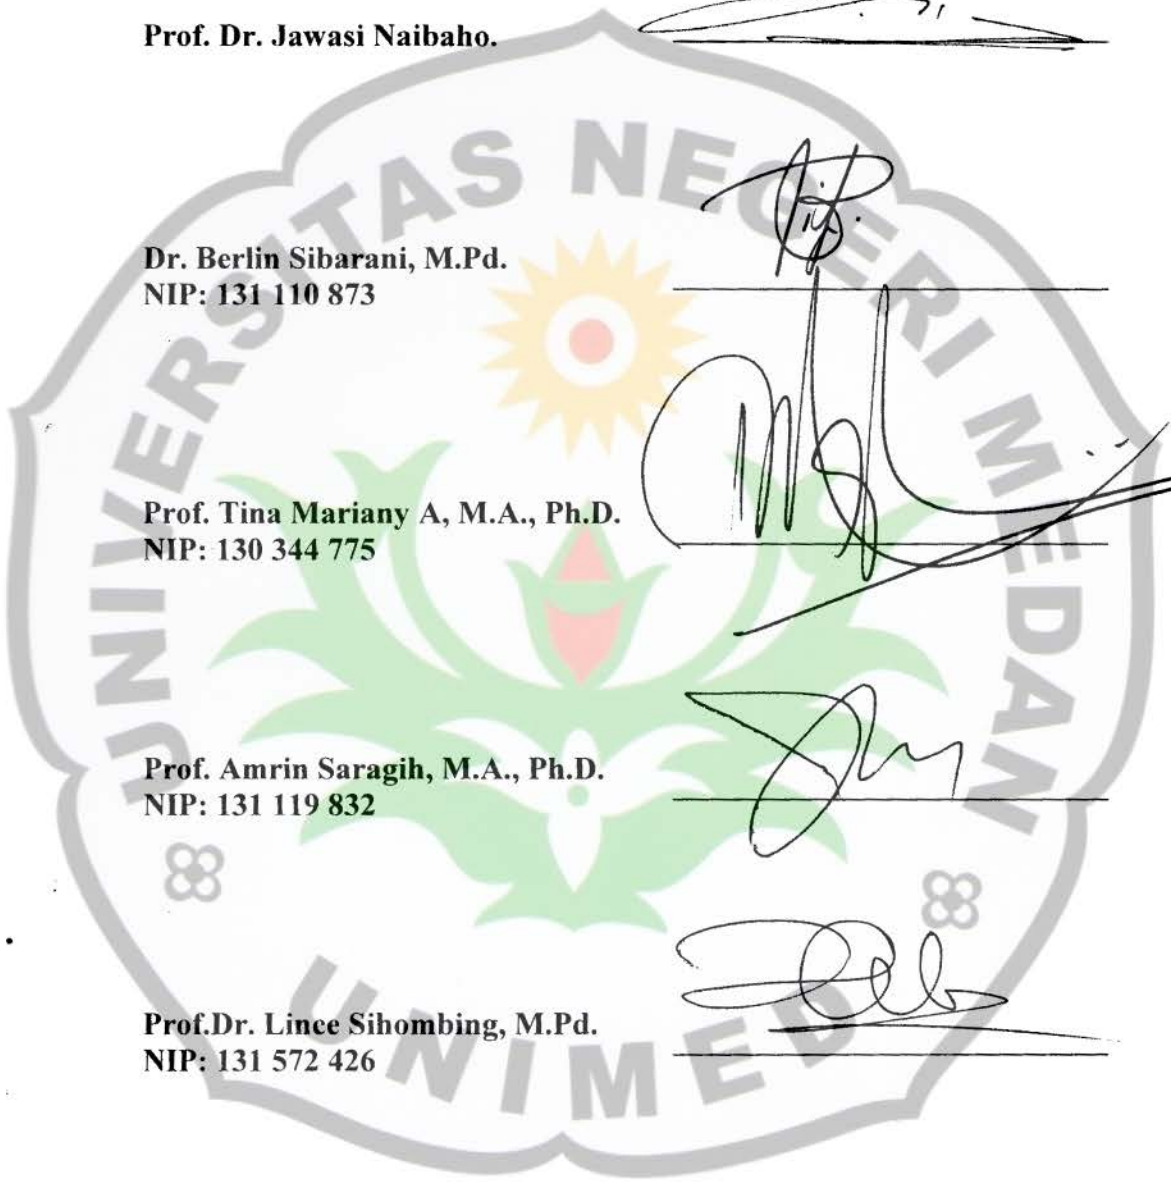 Prof. Dr. Jawasi Naibaho.
Dr. Berlin Sibarani, M.Pd.
NIP: 131 110 873
Prof. Tina Mariany A, M.A., Ph.D.
NIP: 130 344 775
Prof. Amrin Saragih, M.A., Ph.D.
NIP: 131 119 832
Prof.Dr. Lince Sihombing, M.Pd.
NIP: 131 572 426
UNIVERSITAS NEGERI MEDAN
UNIMED